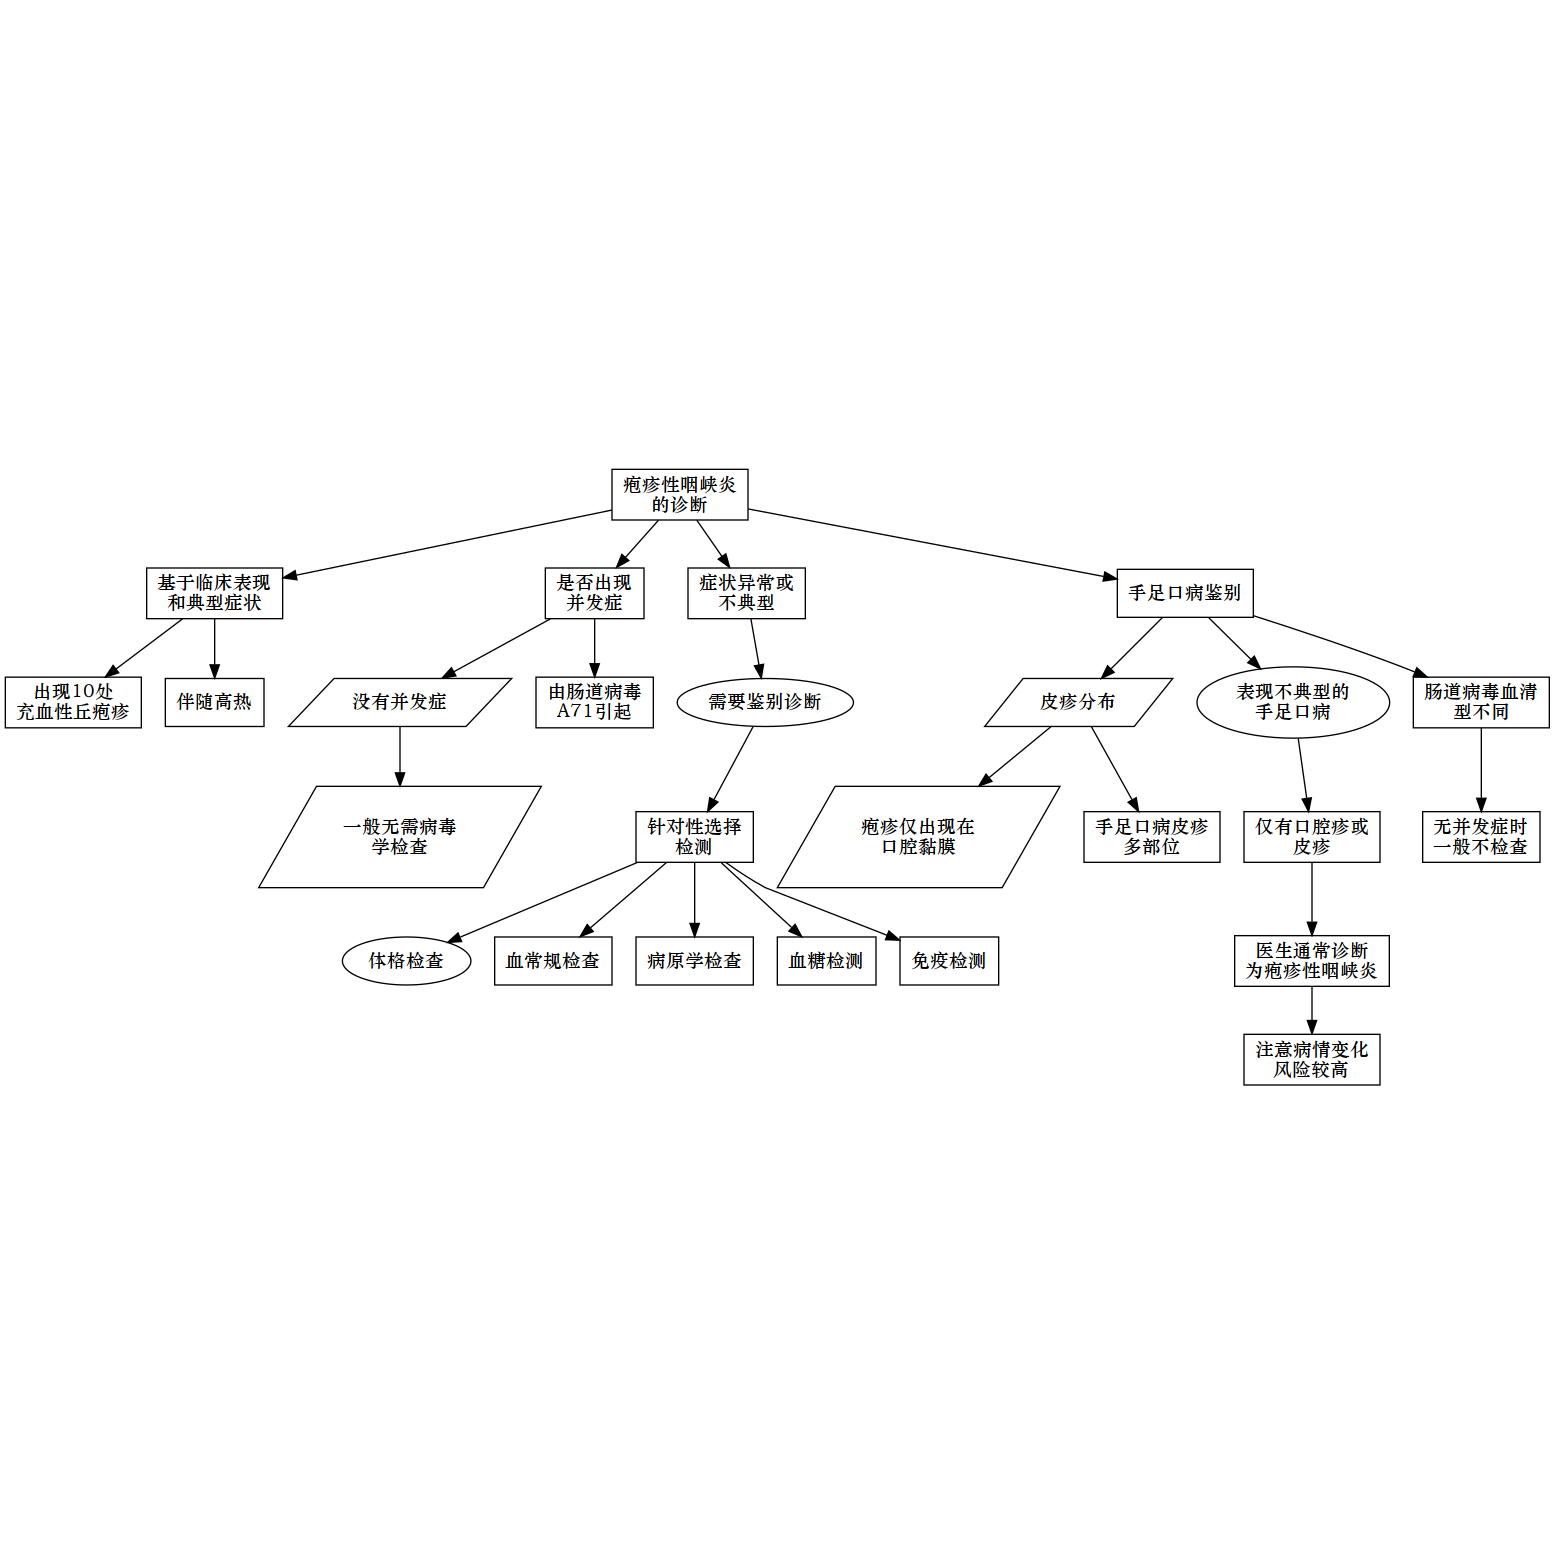 疱疹性咽峡炎
的诊断
基于临床表现
和典型症状
是否出现
并发症
症状异常或
不典型
手足口病鉴别
出现10处
充血性丘疱疹
伴随高热
没有并发症
由肠道病毒
A71引起
需要鉴别诊断
皮疹分布
表现不典型的
手足口病
肠道病毒血清
型不同
一般无需病毒
学检查
针对性选择
检测
疱疹仅出现在
口腔黏膜
手足口病皮疹
多部位
仅有口腔疹或
皮疹
无并发症时
一般不检查
体格检查
血常规检查
病原学检查
血糖检测
免疫检测
医生通常诊断
为疱疹性咽峡炎
注意病情变化
风险较高